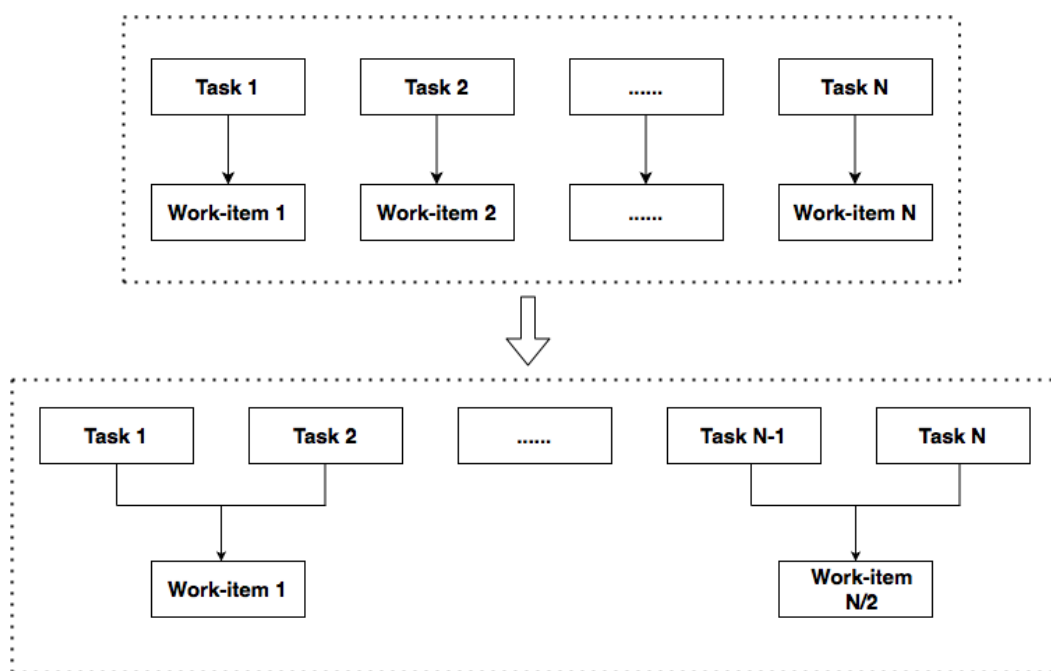 Task 1
Task 2
......
Task N
Work-item 1
Work-item 2
......
Work-item N
Task 1
Task 2
......
Task N-1
Task N
Work-item 1
Work-item
N/2